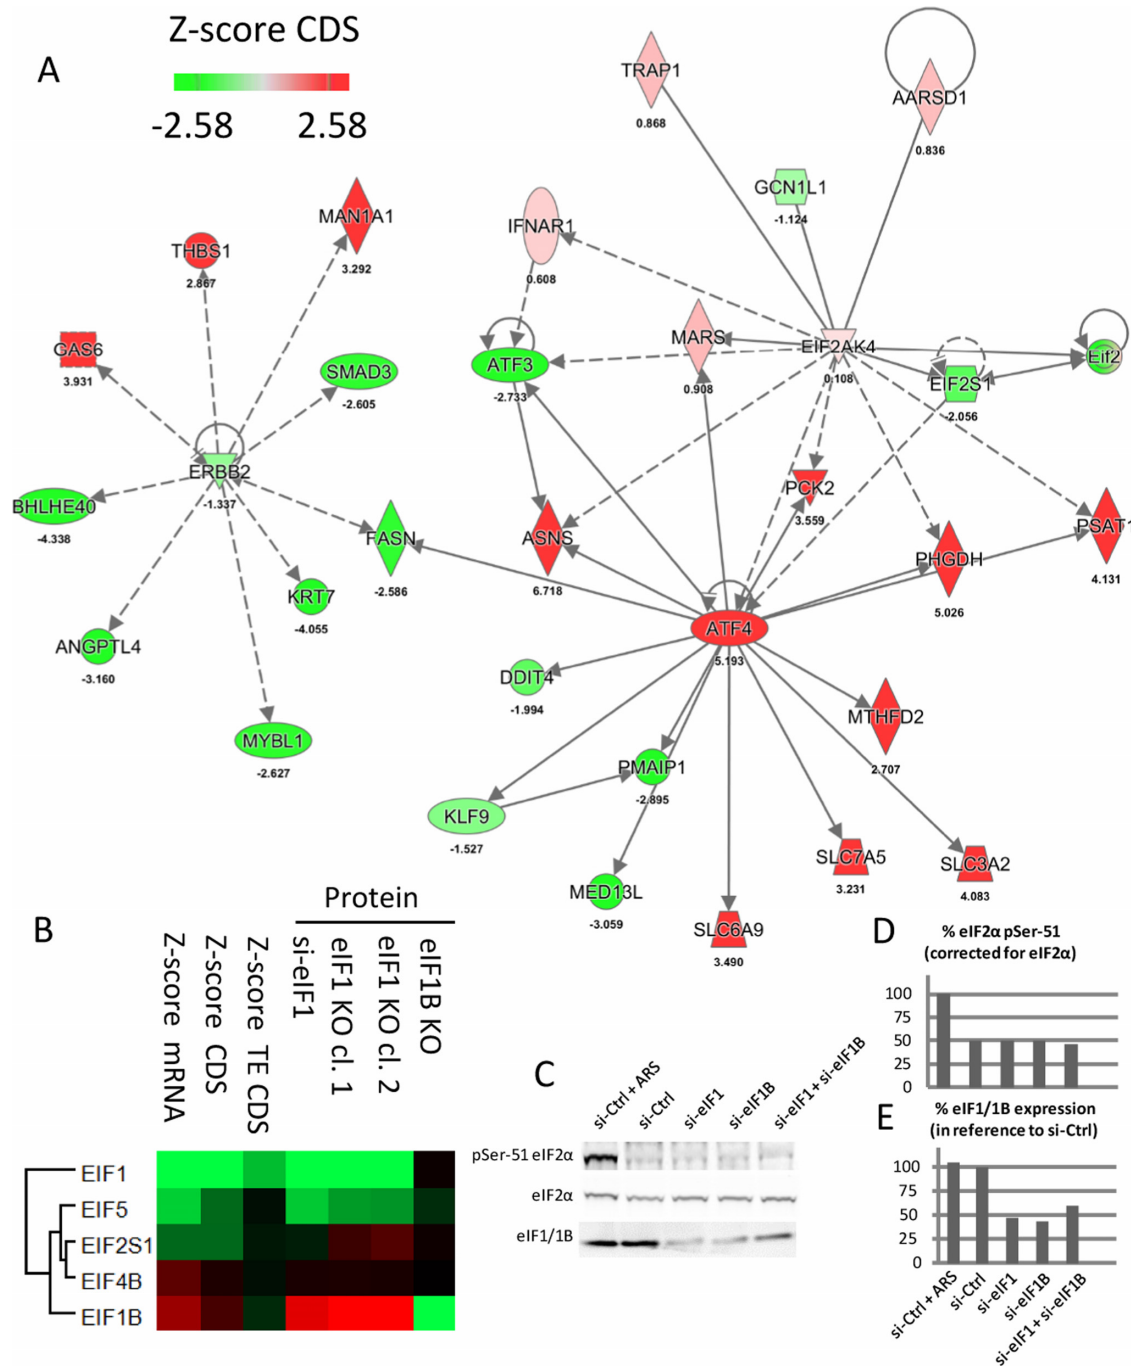 Z-score CDS
-2.58 2.58
A
TRAP1
0.868
AARSD1
0.836
GCN1L1
-1.124
MAN1A1
3.292
IFNAR1
0.608
THBS1
2.867
GAS6
3.931
MARS
0.908
EIF2AK4
0.108
Eif2
ATF3
-2.733
SMAD3
-2.605
EIF2S1
-2.056
ERBB2
-1.337
BHLHE40
-4.338
PCK2
3.559
FASN
-2.586
ASNS
6.718
PSAT1
4.131
PHGDH
5.026
KRT7
-4.055
ATF4
5.193
ANGPTL4
-3.160
DDIT4
-1.994
MTHFD2
2.707
MYBL1
-2.627
PMAIP1
-2.895
KLF9
-1.527
SLC7A5
3.231
SLC3A2
4.083
MED13L
-3.059
SLC6A9
3.490
B
Protein
Z-score mRNA
Z-score CDS
Z-score TE CDS
si-eIF1
eIF1 KO cl. 1
eIF1 KO cl. 2
eIF1B KO
EIF1
EIF5
EIF2S1
EIF4B
EIF1B
C
si-Ctrl + ARS
si-Ctrl
si-eIF1
si-eIF1B
si-eIF1 + si-eIF1B
pSer-51 eIF2α
eIF2α
eIF1/1B
D
% eIF2α pSer-51
(corrected for eIF2α)
100
75
50
25
0
E
% eIF1/1B expression
(in reference to si-Ctrl)
100
75
50
25
0
si-Ctrl + ARS
si-Ctrl
si-eIF1
si-eIF1B
si-eIF1 + si-eIF1B